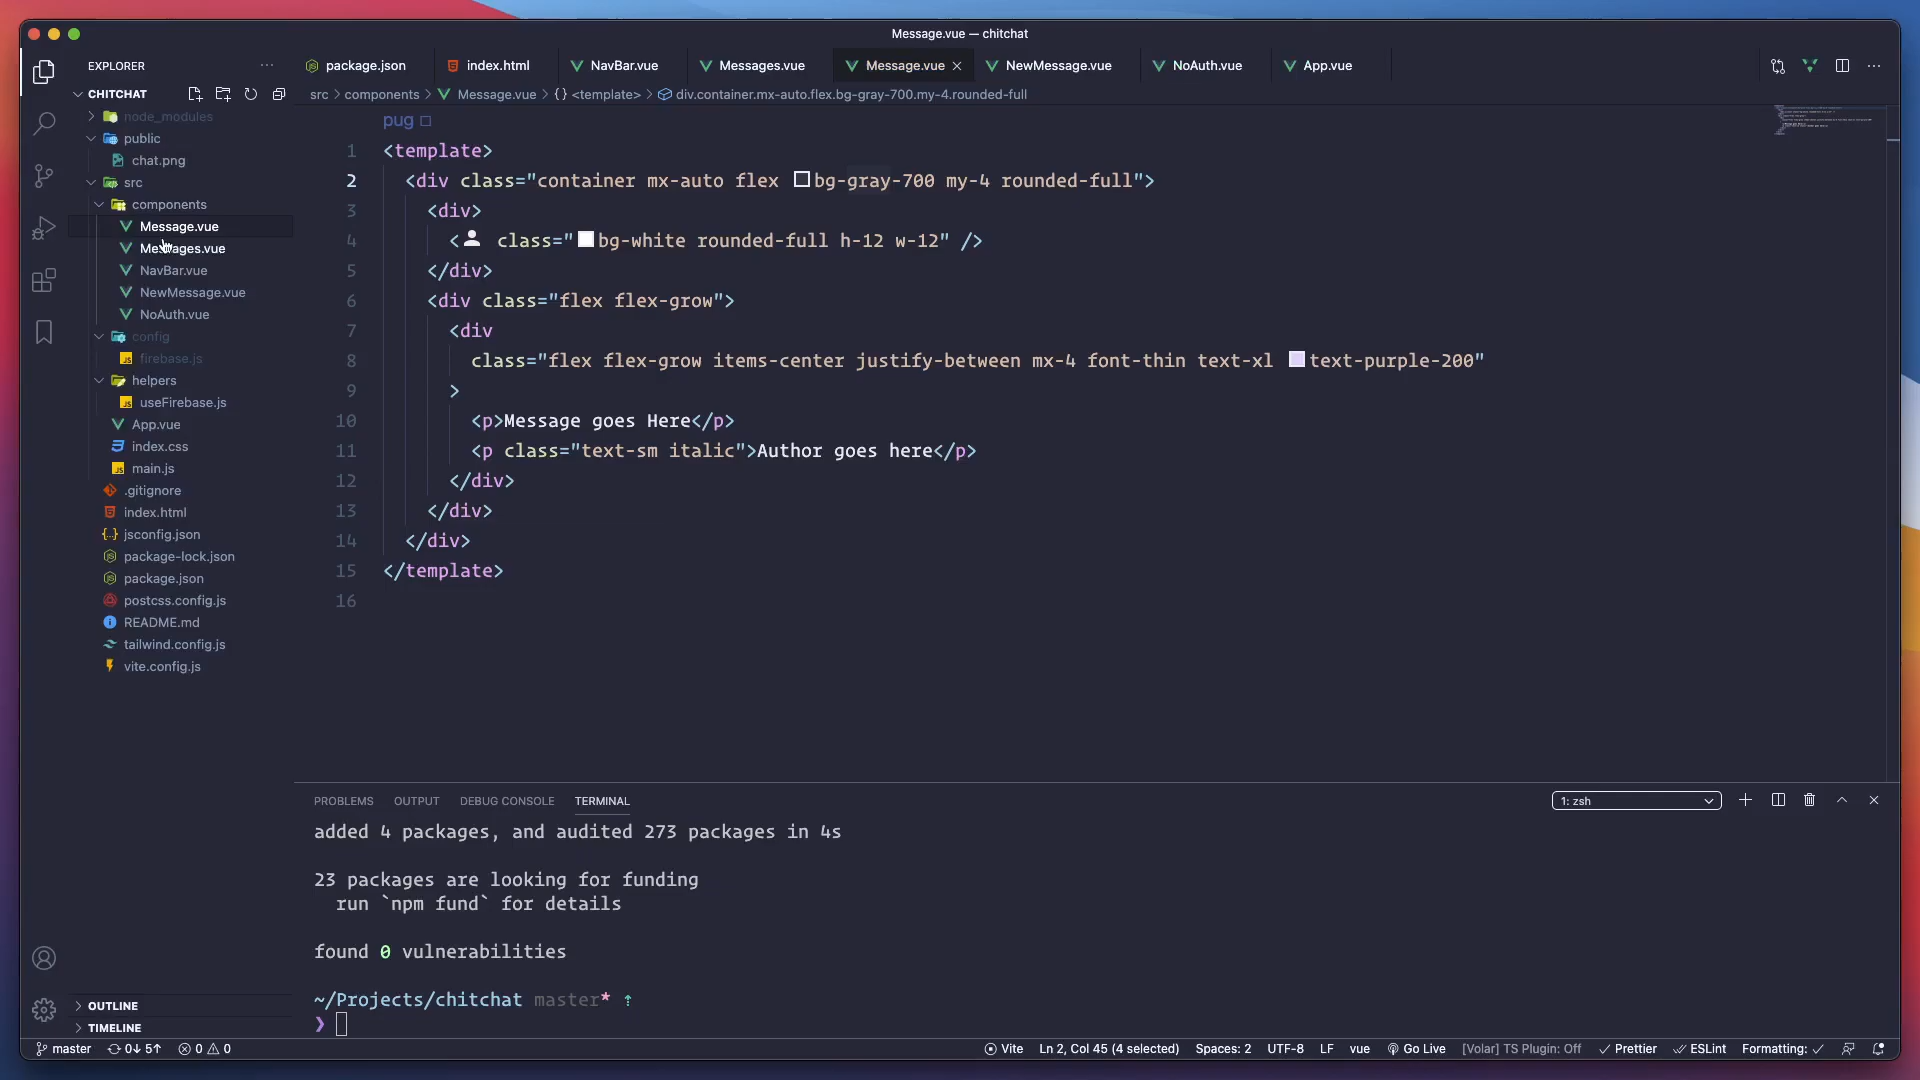 Message.vue — chitchat
EXPLORER
package.json
index.html
NavBar.vue
Messages.vue
Message.vue
NewMessage.vue
NoAuth.vue
App.vue
CHITCHAT
src > components > Message.vue > {} <template> > div.container.mx-auto.flex.bg-gray-700.my-4.rounded-full
node_modules
public
chat.png
src
components
Message.vue
Messages.vue
NavBar.vue
NewMessage.vue
NoAuth.vue
config
firebase.js
helpers
useFirebase.js
App.vue
index.css
main.js
.gitignore
index.html
jsconfig.json
package-lock.json
package.json
postcss.config.js
README.md
tailwind.config.js
vite.config.js
OUTLINE
TIMELINE
pug
1 <template>
2 <div class="container mx-auto flex bg-gray-700 my-4 rounded-full">
3 <div>
4 < class="bg-white rounded-full h-12 w-12" />
5 </div>
6 <div class="flex flex-grow">
7 <div
8 class="flex flex-grow items-center justify-between mx-4 font-thin text-xl text-purple-200"
9 >
10 <p>Message goes Here</p>
11 <p class="text-sm italic">Author goes here</p>
12 </div>
13 </div>
14 </div>
15 </template>
16
PROBLEMS OUTPUT DEBUG CONSOLE TERMINAL
1: zsh
added 4 packages, and audited 273 packages in 4s
23 packages are looking for funding
run `npm fund` for details
found 0 vulnerabilities
~/Projects/chitchat master* ⇡
❯
master 0↓ 5↑ 0 0
Vite Ln 2, Col 45 (4 selected) Spaces: 2 UTF-8 LF vue Go Live [Volar] TS Plugin: Off Prettier ESLint Formatting: ✓